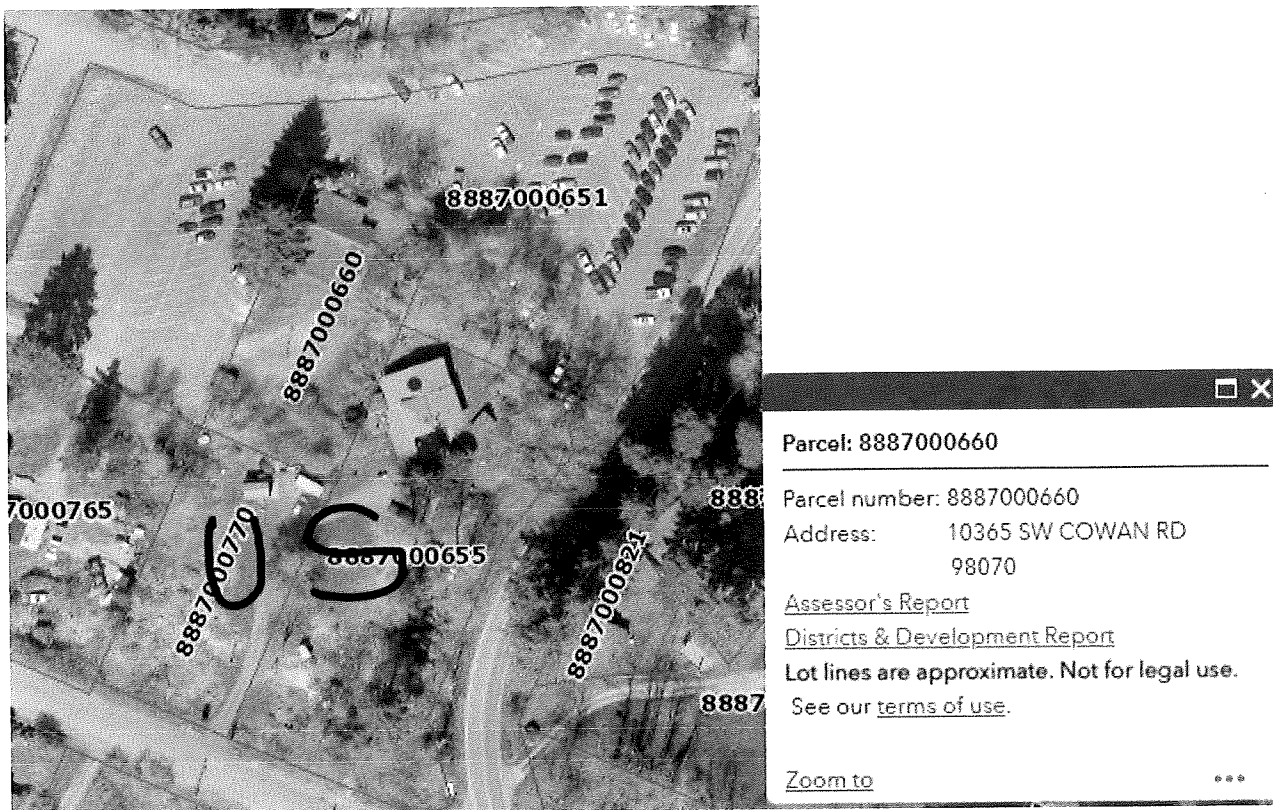 8887000651
8887000660
7000765
8887000770
US
8887000655
8887000821
888
8887
Parcel: 8887000660
Parcel number: 8887000660
Address: 10365 SW COWAN RD
98070
Assessor's Report
Districts & Development Report
Lot lines are approximate. Not for legal use.
See our terms of use.
Zoom to